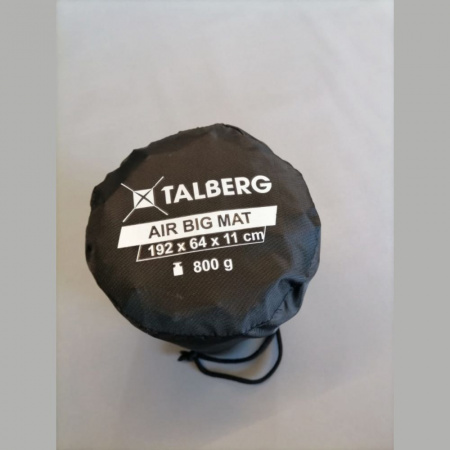 TALBERG
AIR BIG MAT
192 x 64 x 11 cm
800 g